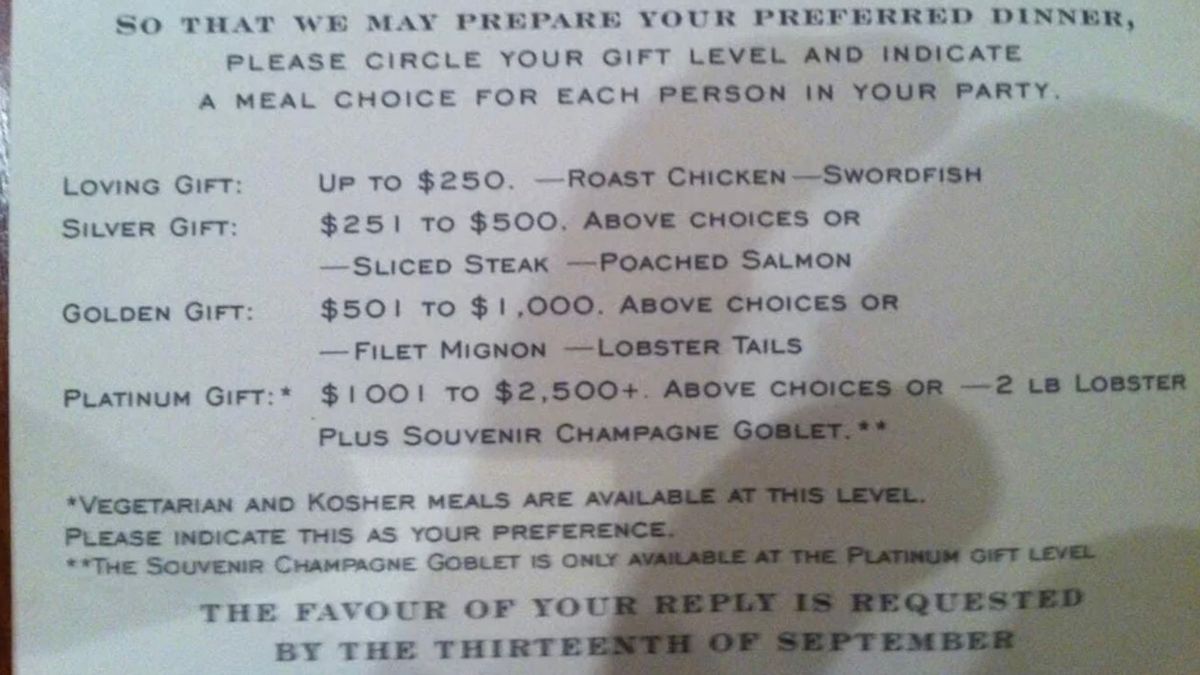 SO THAT WE MAY PREPARE YOUR PREFERRED DINNER,
PLEASE CIRCLE YOUR GIFT LEVEL AND INDICATE
A MEAL CHOICE FOR EACH PERSON IN YOUR PARTY.
LOVING GIFT: UP TO $250. —ROAST CHICKEN —SWORDFISH
SILVER GIFT: $251 TO $500. ABOVE CHOICES OR
—SLICED STEAK —POACHED SALMON
GOLDEN GIFT: $501 TO $1,000. ABOVE CHOICES OR
—FILET MIGNON —LOBSTER TAILS
PLATINUM GIFT:* $1001 TO $2,500+. ABOVE CHOICES OR —2 LB LOBSTER
PLUS SOUVENIR CHAMPAGNE GOBLET.**
*VEGETARIAN AND KOSHER MEALS ARE AVAILABLE AT THIS LEVEL.
PLEASE INDICATE THIS AS YOUR PREFERENCE.
**THE SOUVENIR CHAMPAGNE GOBLET IS ONLY AVAILABLE AT THE PLATINUM GIFT LEVEL
THE FAVOUR OF YOUR REPLY IS REQUESTED
BY THE THIRTEENTH OF SEPTEMBER